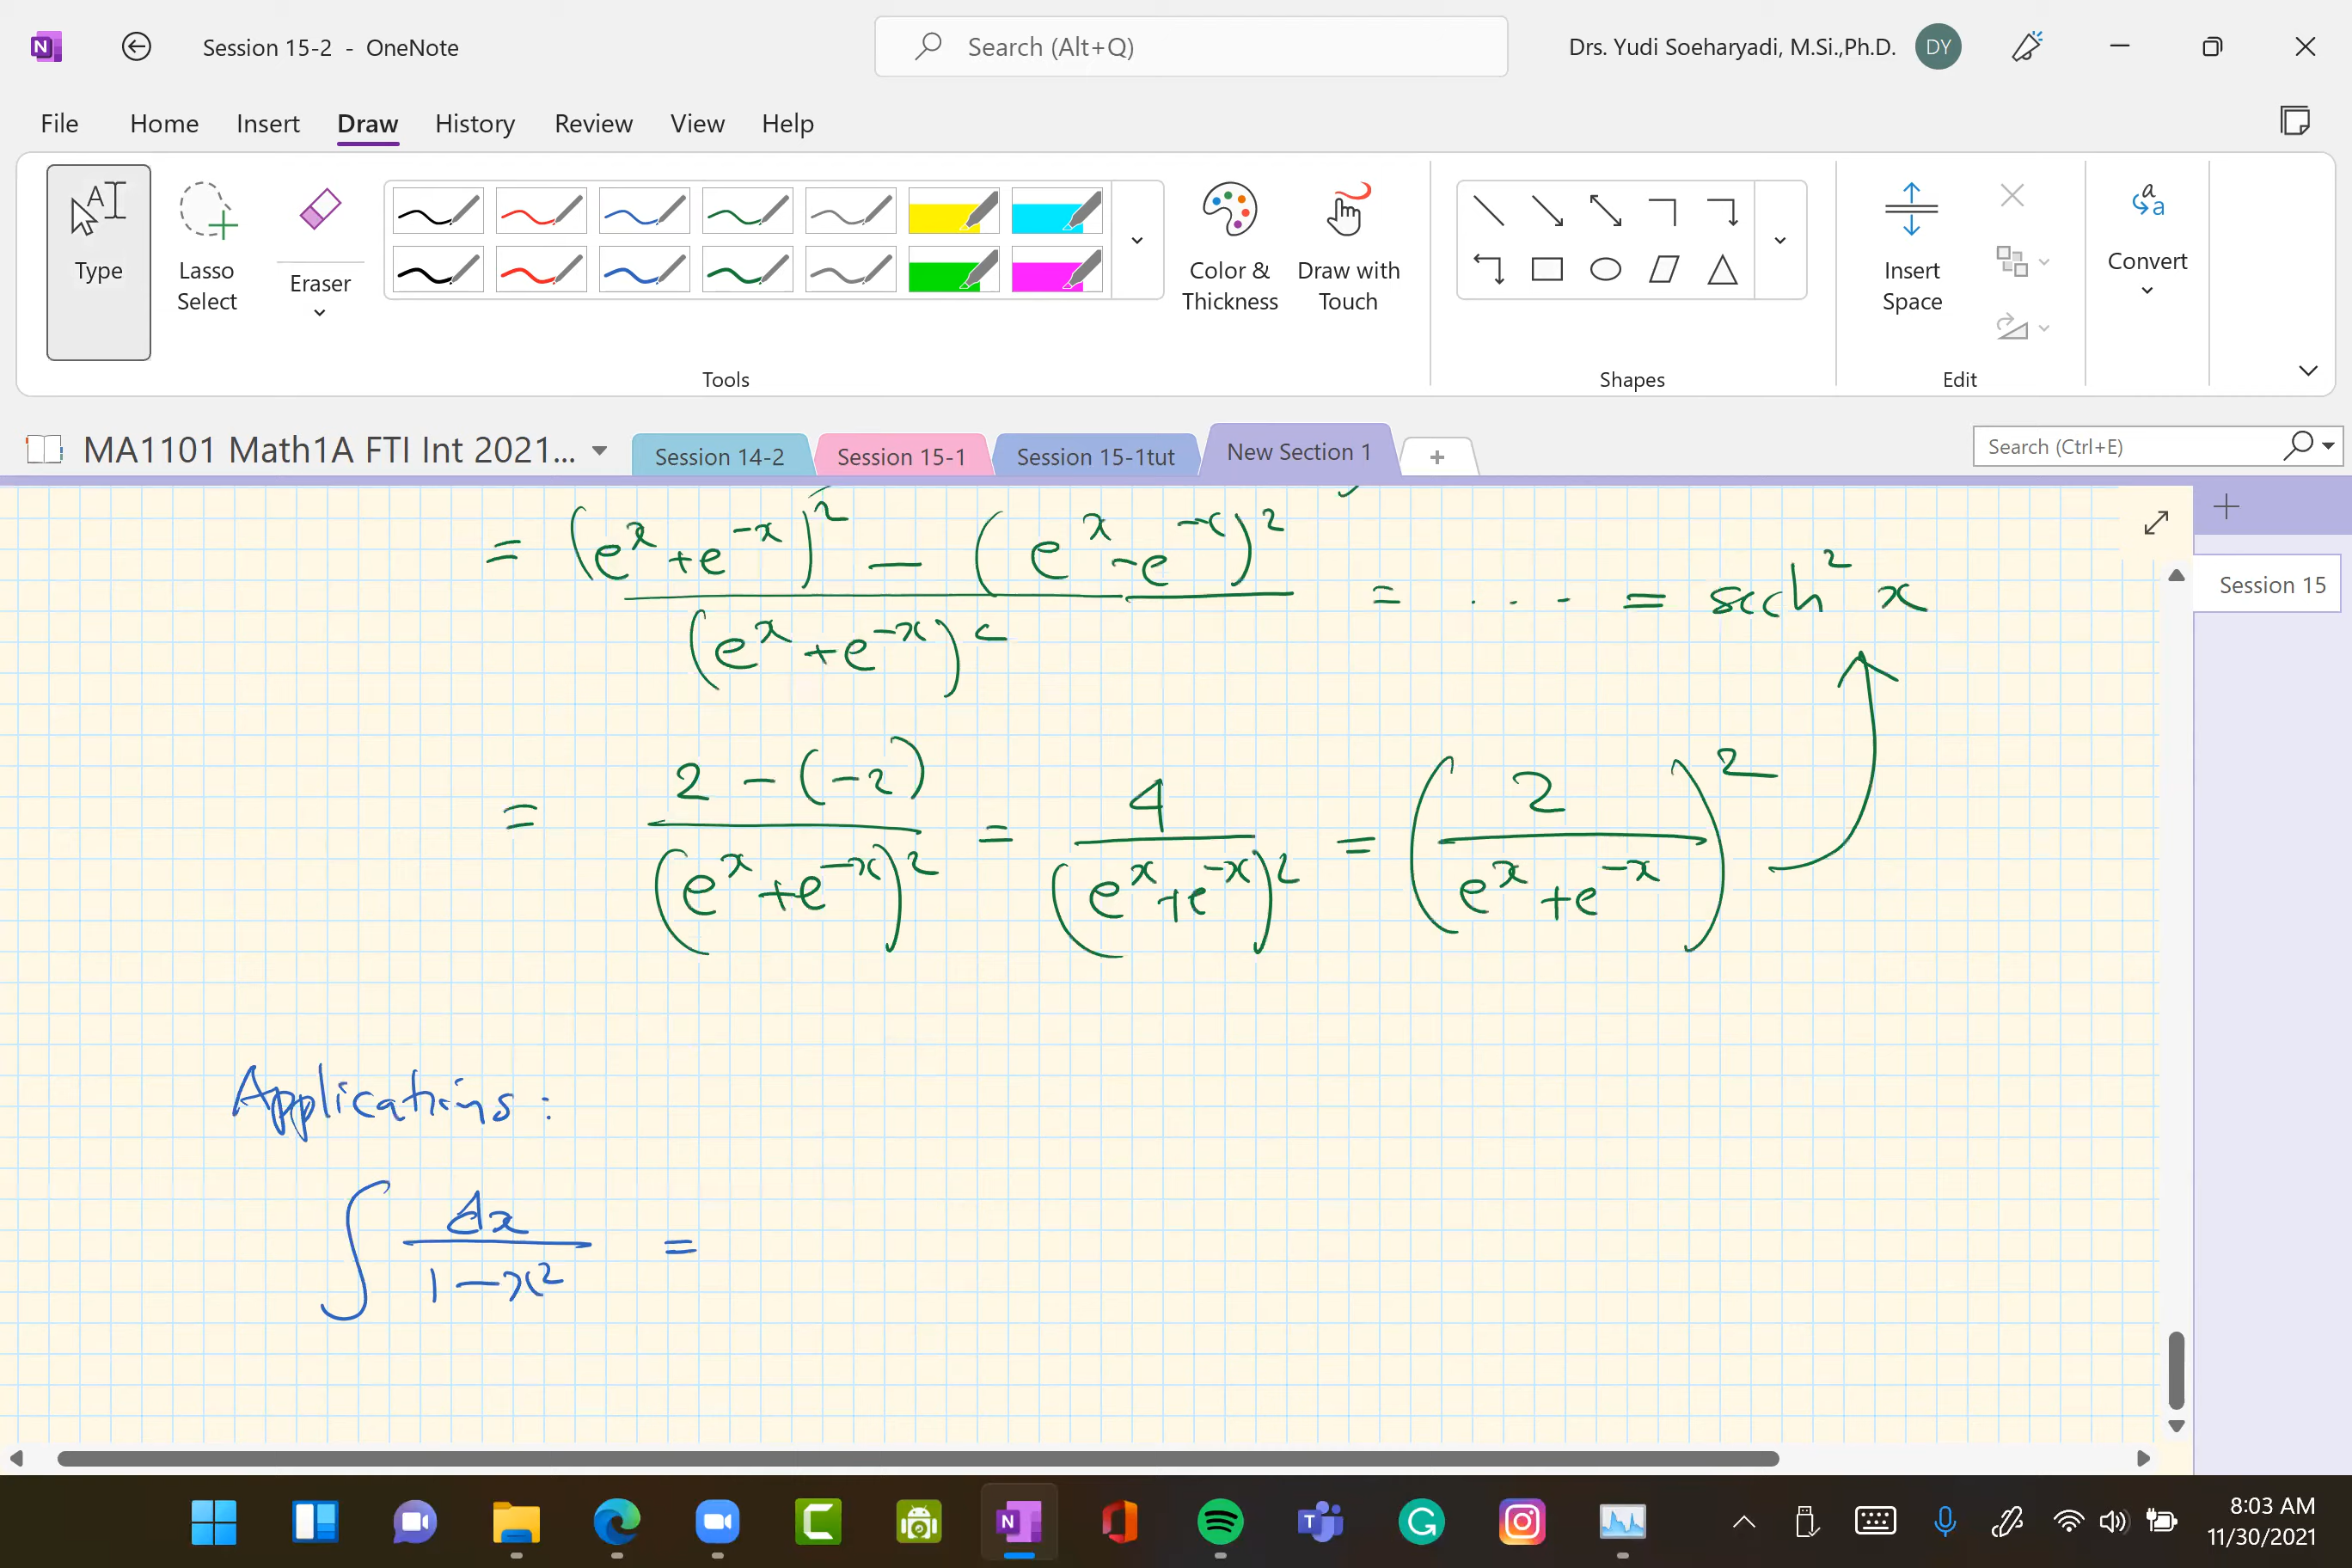 Session 15-2 - OneNote
Search (Alt+Q)
Drs. Yudi Soeharyadi, M.Si.,Ph.D. DY
File Home Insert Draw History Review View Help
Type
Lasso Select
Eraser
Color & Thickness
Draw with Touch
Insert Space
Convert
Tools
Shapes
Edit
MA1101 Math1A FTI Int 2021...
Session 14-2
Session 15-1
Session 15-1tut
New Section 1
Search (Ctrl+E)
Session 15
= (e^x + e^-x)^2 - (e^x - e^-x)^2 / (e^x + e^-x)^2 = .... = sech^2 x
= 2 - (-2) / (e^x + e^-x)^2 = 4 / (e^x + e^-x)^2 = (2 / e^x + e^-x)^2
Applications:
∫ dx / 1 - x^2 =
8:03 AM
11/30/2021